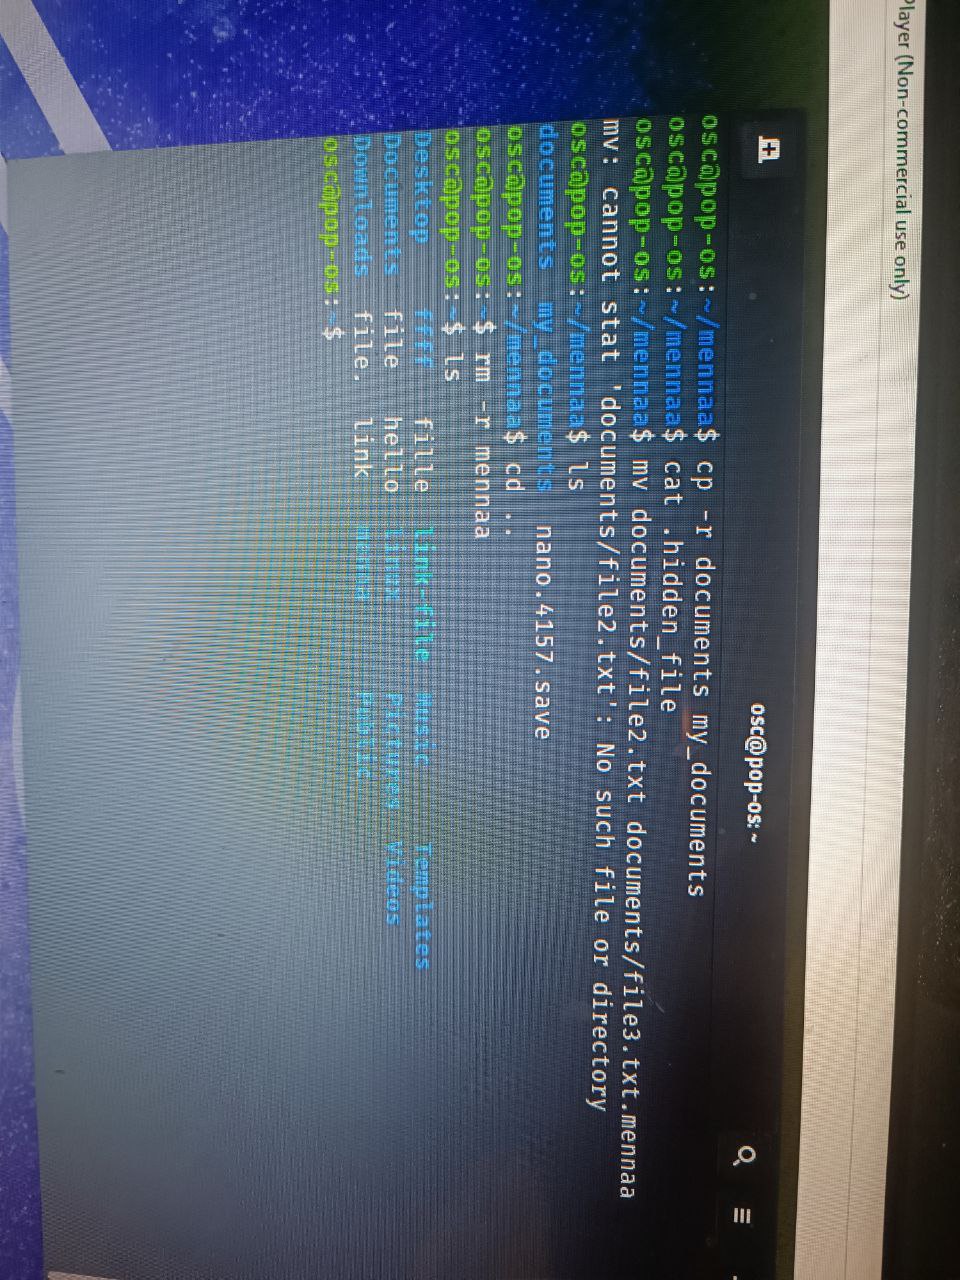 Player (Non-commercial use only)
osc@pop-os: ~
osc@pop-os:~/mennaa$ cp -r documents my_documents
osc@pop-os:~/mennaa$ cat .hidden_file
osc@pop-os:~/mennaa$ mv documents/file2.txt documents/file3.txt.mennaa
mv: cannot stat 'documents/file2.txt': No such file or directory
osc@pop-os:~/mennaa$ ls
documents my_documents nano.4157.save
osc@pop-os:~/mennaa$ cd ..
osc@pop-os:~$ rm -r mennaa
osc@pop-os:~$ ls
Desktop ffff fille link-file Music Templates
Documents file hello linux Pictures Videos
Downloads file. link menna Public
osc@pop-os:~$